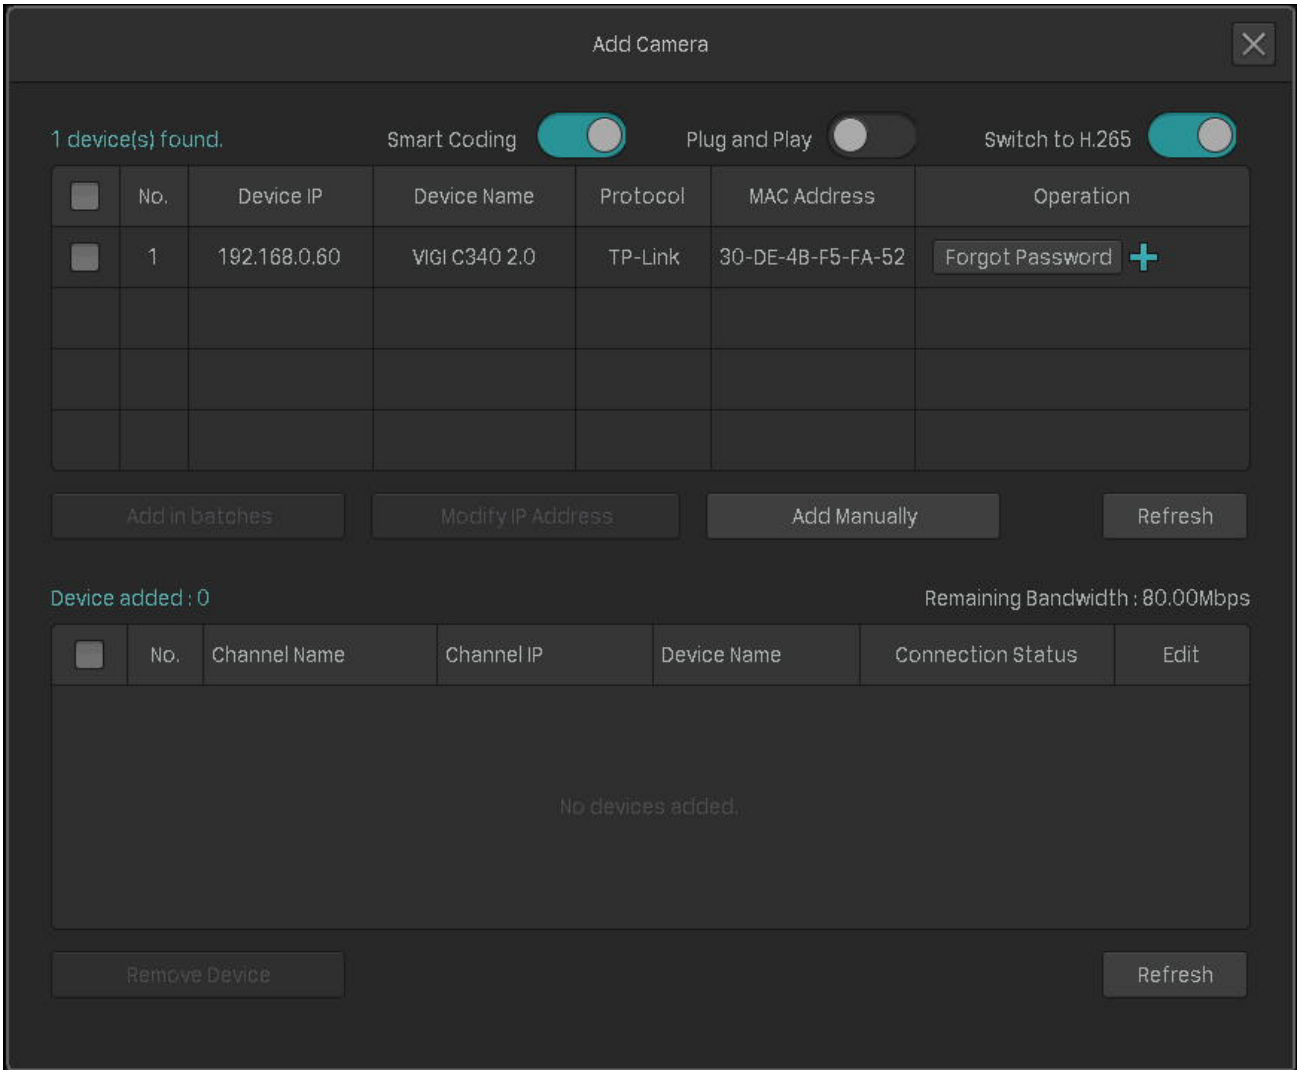 Add Camera
1 device(s) found. Smart Coding Plug and Play Switch to H.265
No. Device IP Device Name Protocol MAC Address Operation
1 192.168.0.60 VIGI C340 2.0 TP-Link 30-DE-4B-F5-FA-52 Forgot Password
Add in batches Modify IP Address Add Manually Refresh
Device added : 0 Remaining Bandwidth : 80.00Mbps
No. Channel Name Channel IP Device Name Connection Status Edit
No devices added.
Remove Device Refresh